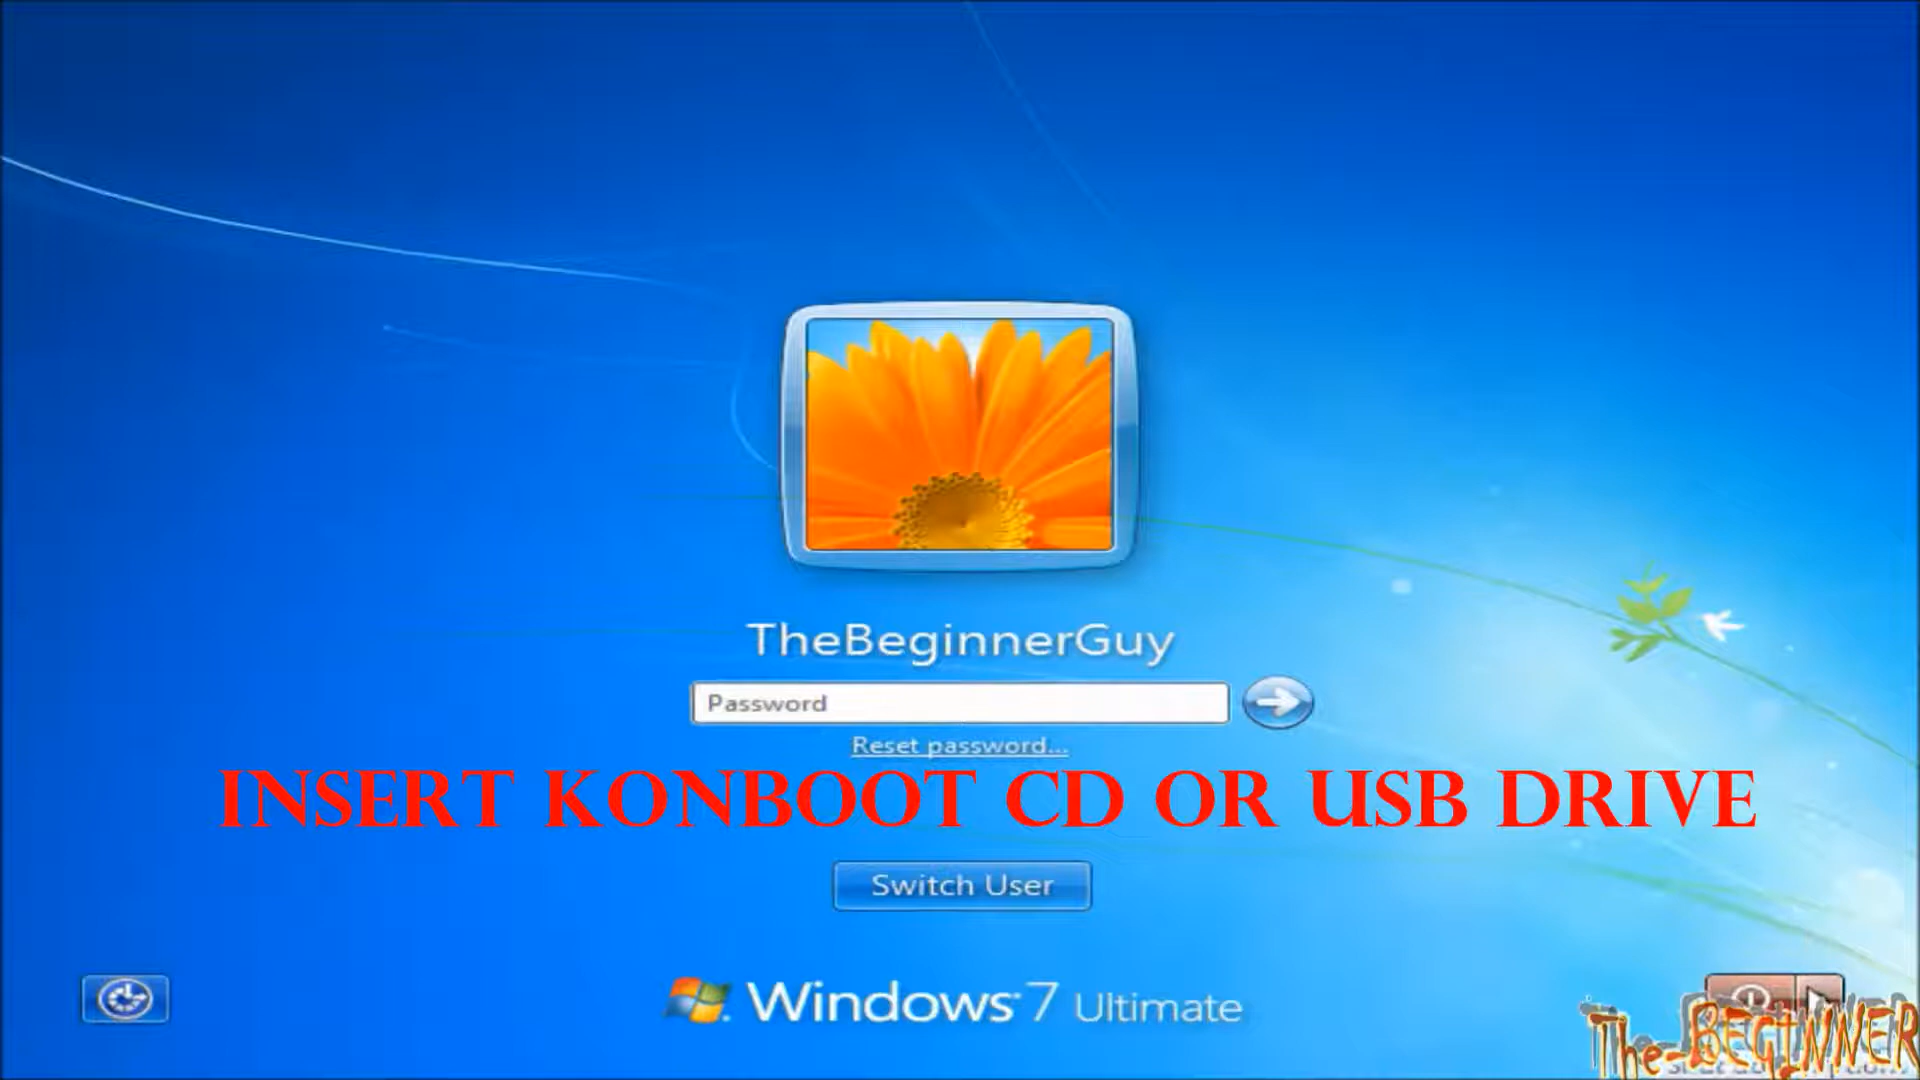 TheBeginnerGuy
Password
Reset password...
INSERT KONBOOT CD OR USB DRIVE
Switch User
Windows 7 Ultimate
The-BEGINNER